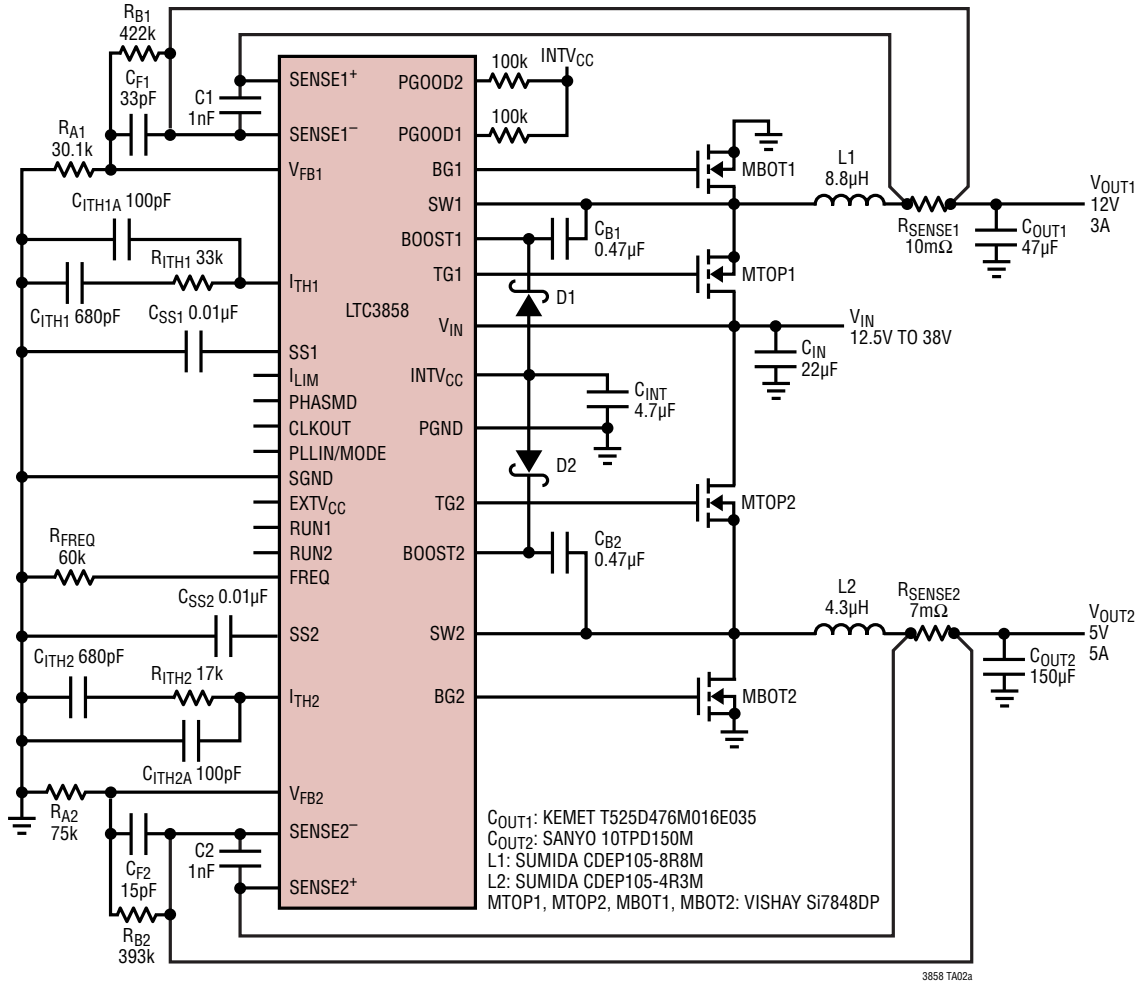 RB1
422k
CF1
33pF
RA1
30.1k
C1
1nF
CITH1A 100pF
RITH1 33k
CITH1 680pF
CSS1 0.01µF
RFREQ
60k
CSS2 0.01µF
CITH2 680pF
RITH2 17k
CITH2A 100pF
RA2
75k
CF2
15pF
C2
1nF
RB2
393k
LTC3858
SENSE1+
SENSE1–
VFB1
ITH1
SS1
ILIM
PHASMD
CLKOUT
PLLIN/MODE
SGND
EXTVCC
RUN1
RUN2
FREQ
SS2
ITH2
VFB2
SENSE2–
SENSE2+
PGOOD2
PGOOD1
BG1
SW1
BOOST1
TG1
VIN
INTVCC
PGND
TG2
BOOST2
SW2
BG2
100k
INTVCC
100k
MBOT1
L1
8.8µH
RSENSE1
10mΩ
VOUT1
12V
3A
COUT1
47µF
CB1
0.47µF
MTOP1
D1
VIN
12.5V TO 38V
CIN
22µF
CINT
4.7µF
D2
MTOP2
CB2
0.47µF
L2
4.3µH
RSENSE2
7mΩ
VOUT2
5V
5A
COUT2
150µF
MBOT2
COUT1: KEMET T525D476M016E035
COUT2: SANYO 10TPD150M
L1: SUMIDA CDEP105-8R8M
L2: SUMIDA CDEP105-4R3M
MTOP1, MTOP2, MBOT1, MBOT2: VISHAY Si7848DP
3858 TA02a